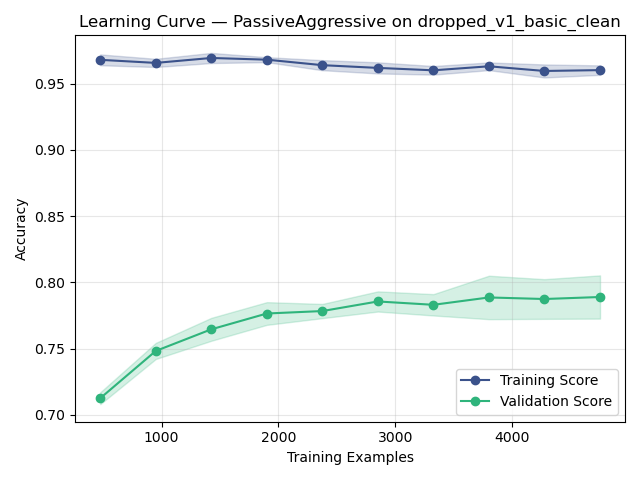 Learning Curve — PassiveAggressive on dropped_v1_basic_clean
Accuracy
0.95
0.90
0.85
0.80
0.75
0.70
1000
2000
3000
4000
Training Examples
Training Score
Validation Score